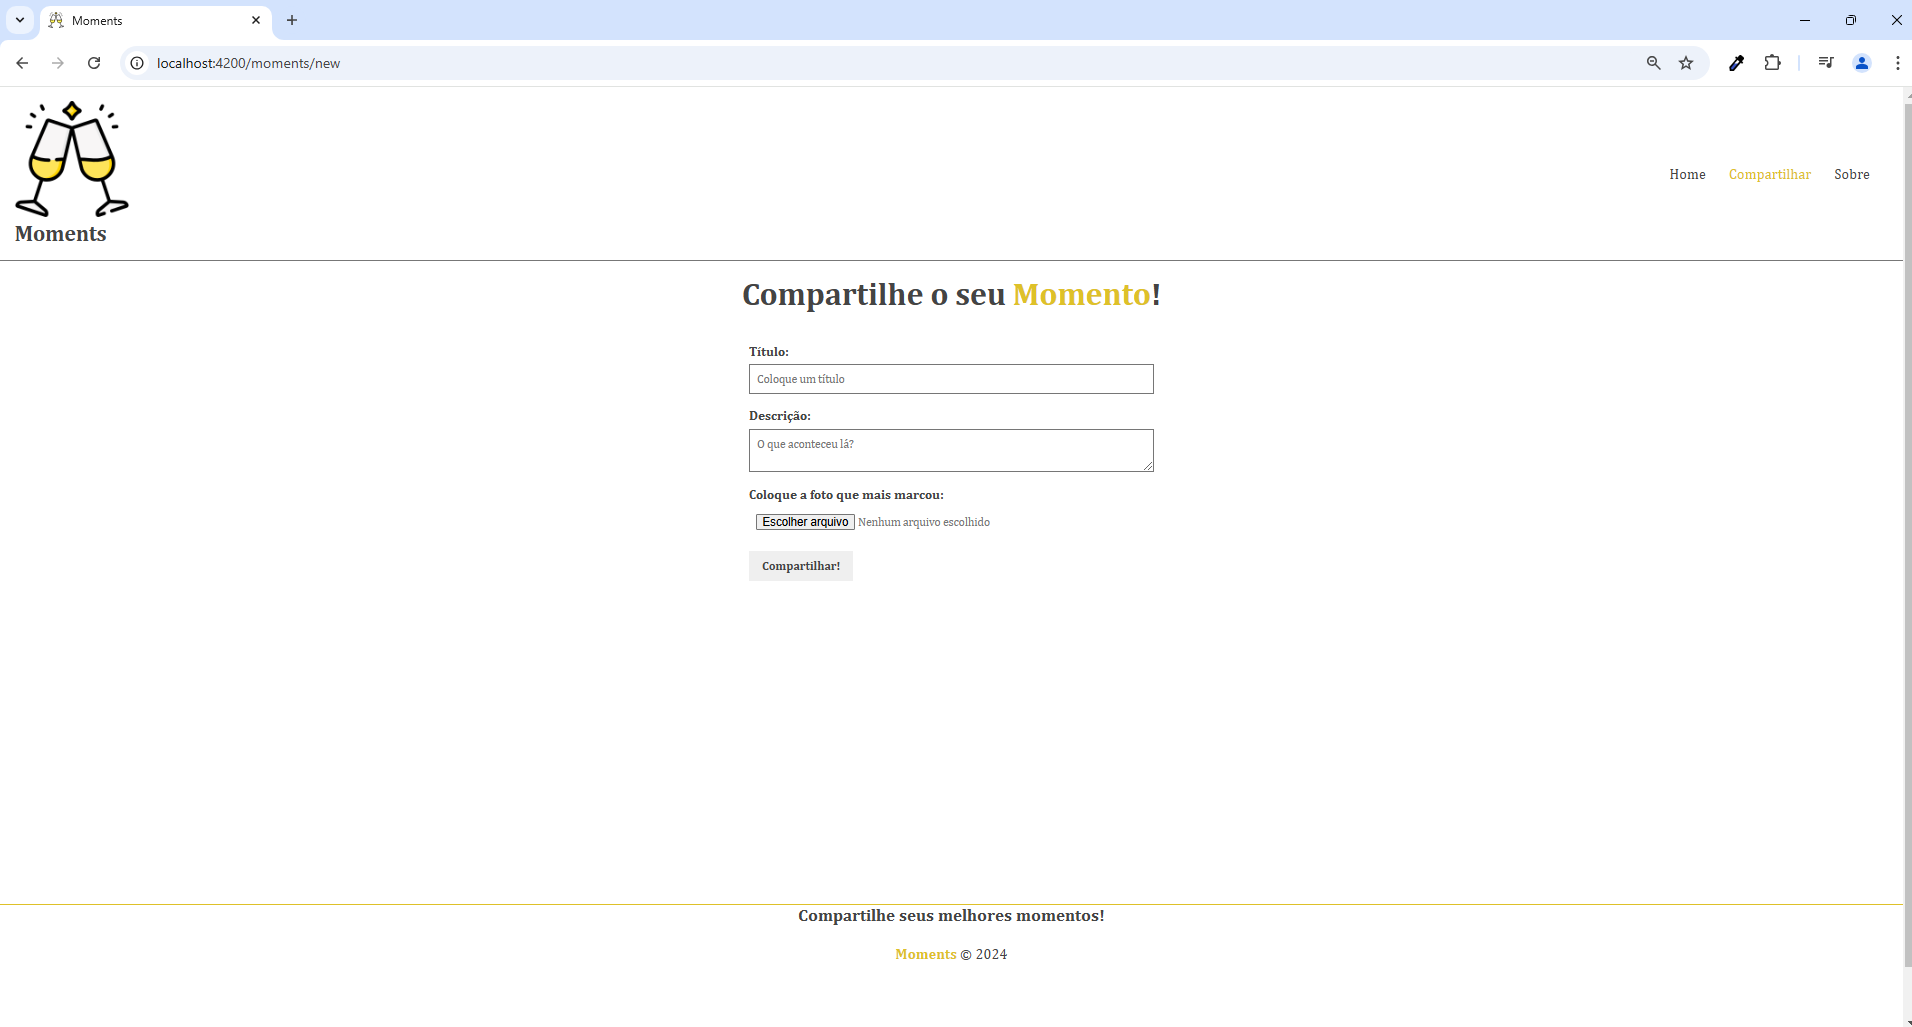 Moments
localhost:4200/moments/new
Moments
Home Compartilhar Sobre
Compartilhe o seu Momento!
Título:
Coloque um título
Descrição:
O que aconteceu lá?
Coloque a foto que mais marcou:
Escolher arquivo Nenhum arquivo escolhido
Compartilhar!
Compartilhe seus melhores momentos!
Moments © 2024